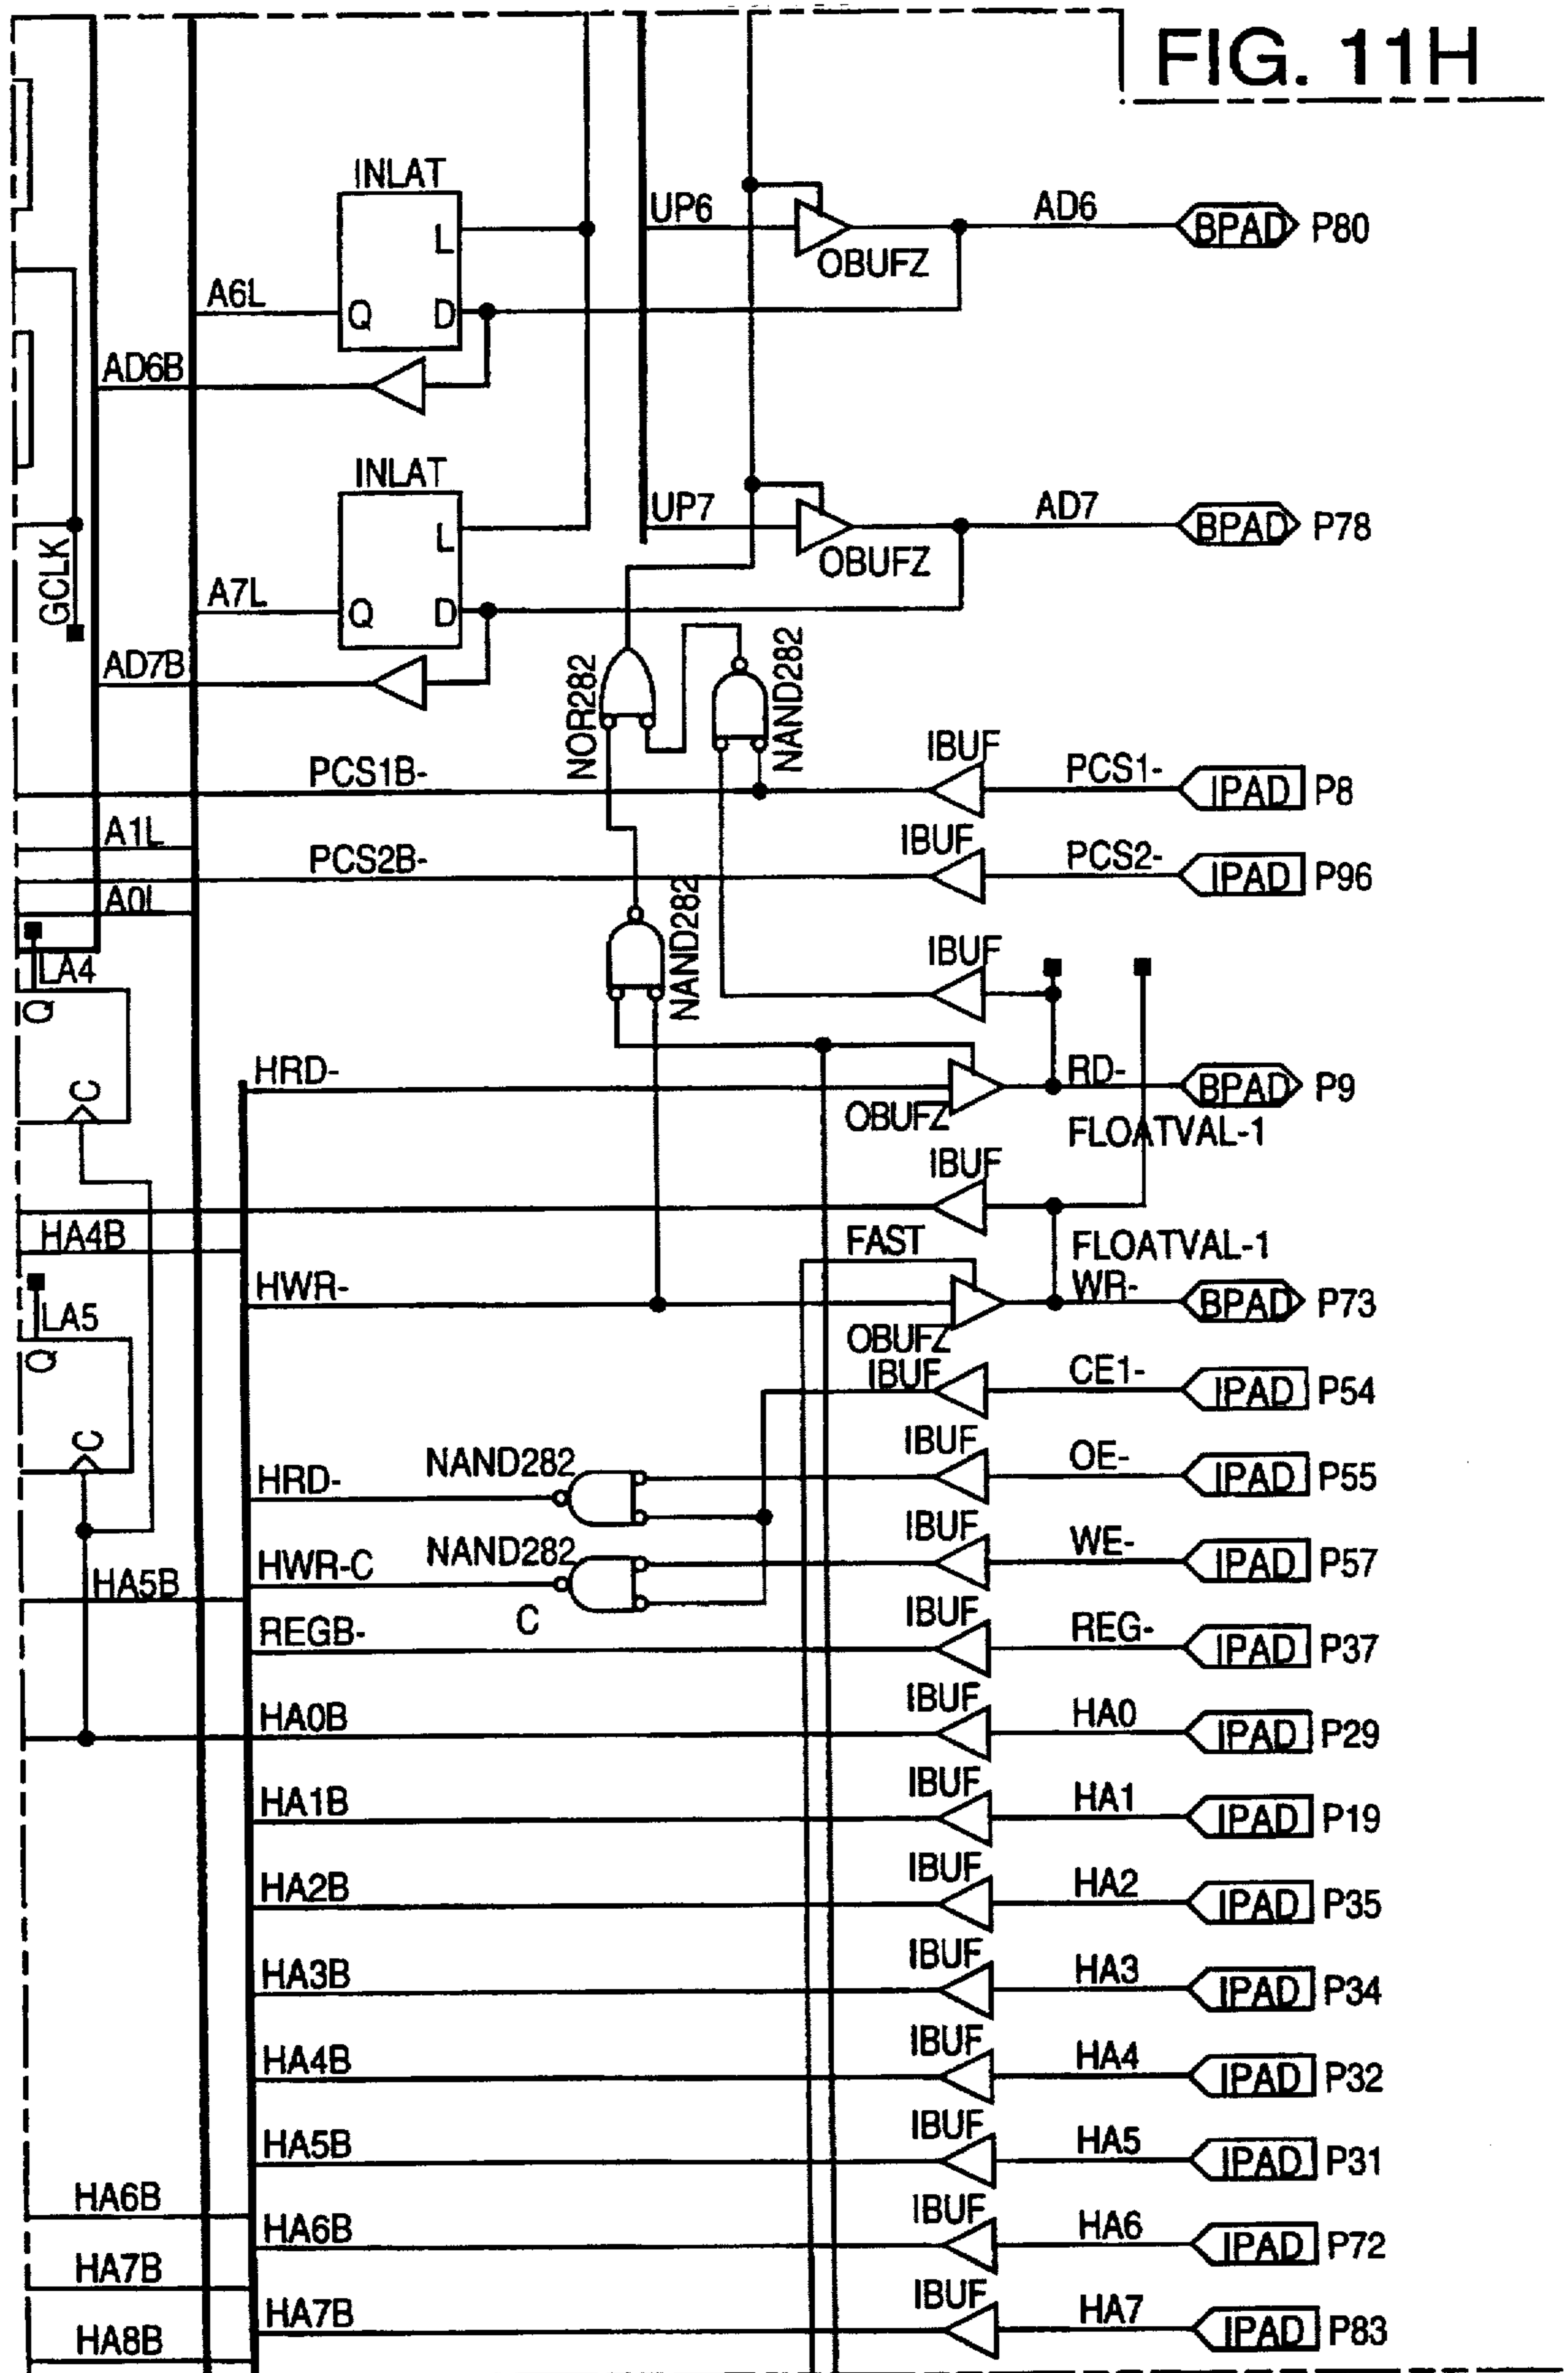 FIG. 11H
INLAT
L
Q D
A6L
AD6B
UP6
OBUFZ
AD6
BPAD P80
INLAT
L
Q D
A7L
AD7B
GCLK
UP7
OBUFZ
AD7
BPAD P78
NOR282
NAND282
PCS1B-
IBUF
PCS1-
IPAD P8
A1L
PCS2B-
IBUF
PCS2-
IPAD P96
A0L
NAND282
IBUF
LA4
Q
C
HRD-
OBUFZ
RD-
BPAD P9
FLOATVAL-1
IBUF
HA4B
FAST
FLOATVAL-1
HWR-
OBUFZ
WR-
BPAD P73
LA5
Q
C
IBUF
CE1-
IPAD P54
HRD-
NAND282
IBUF
OE-
IPAD P55
HWR-C
NAND282
C
IBUF
WE-
IPAD P57
HA5B
REGB-
IBUF
REG-
IPAD P37
HA0B
IBUF
HA0
IPAD P29
HA1B
IBUF
HA1
IPAD P19
HA2B
IBUF
HA2
IPAD P35
HA3B
IBUF
HA3
IPAD P34
HA4B
IBUF
HA4
IPAD P32
HA5B
IBUF
HA5
IPAD P31
HA6B
HA6B
IBUF
HA6
IPAD P72
HA7B
HA7B
IBUF
HA7
IPAD P83
HA8B